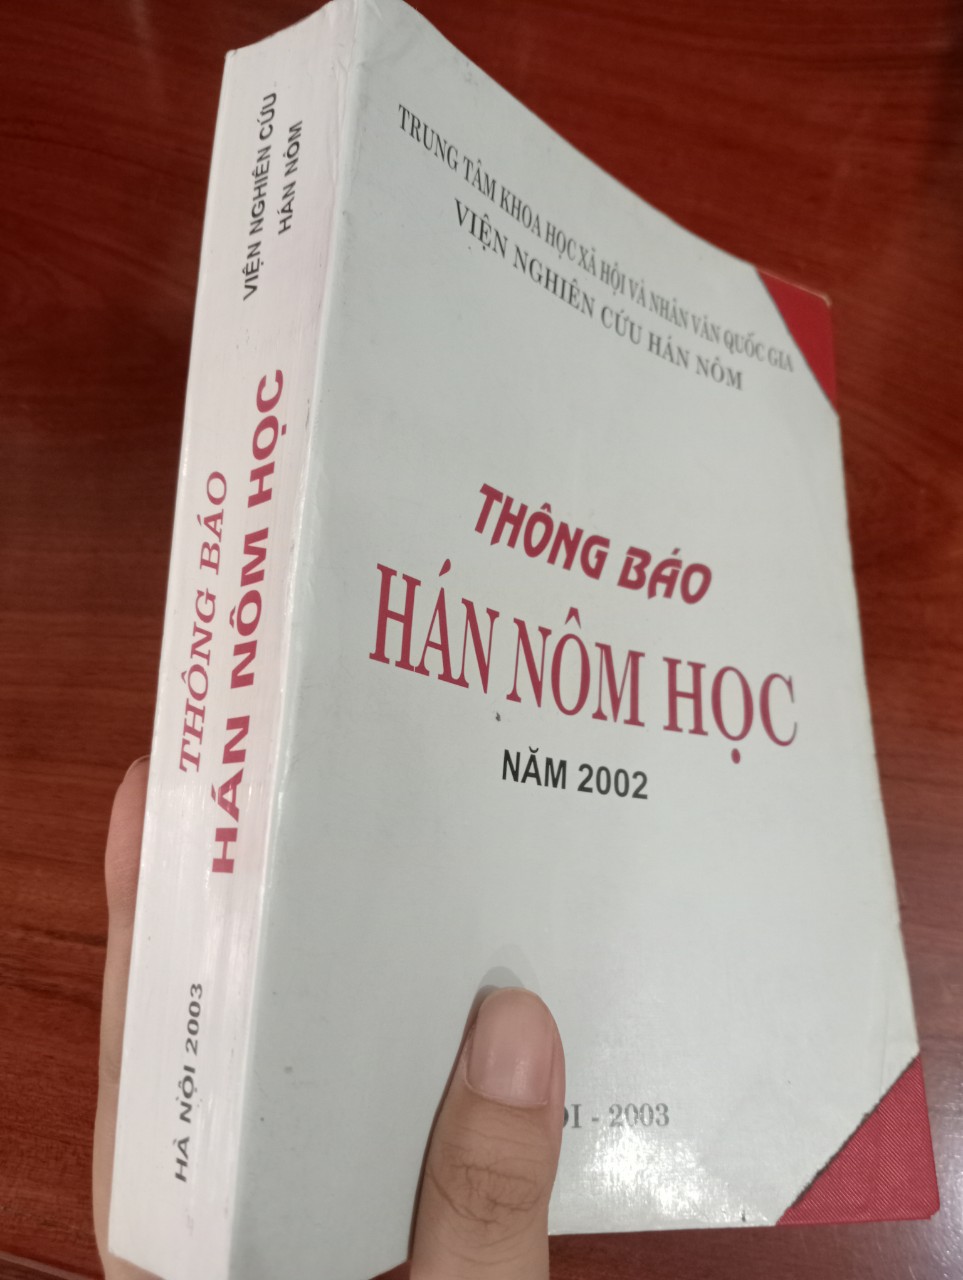 VIỆN NGHIÊN CỨU
HÁN NÔM
THÔNG BÁO
HÁN NÔM HỌC
HÀ NỘI 2003
TRUNG TÂM KHOA HỌC XÃ HỘI VÀ NHÂN VĂN QUỐC GIA
VIỆN NGHIÊN CỨU HÁN NÔM
THÔNG BÁO
HÁN NÔM HỌC
NĂM 2002
- 2003